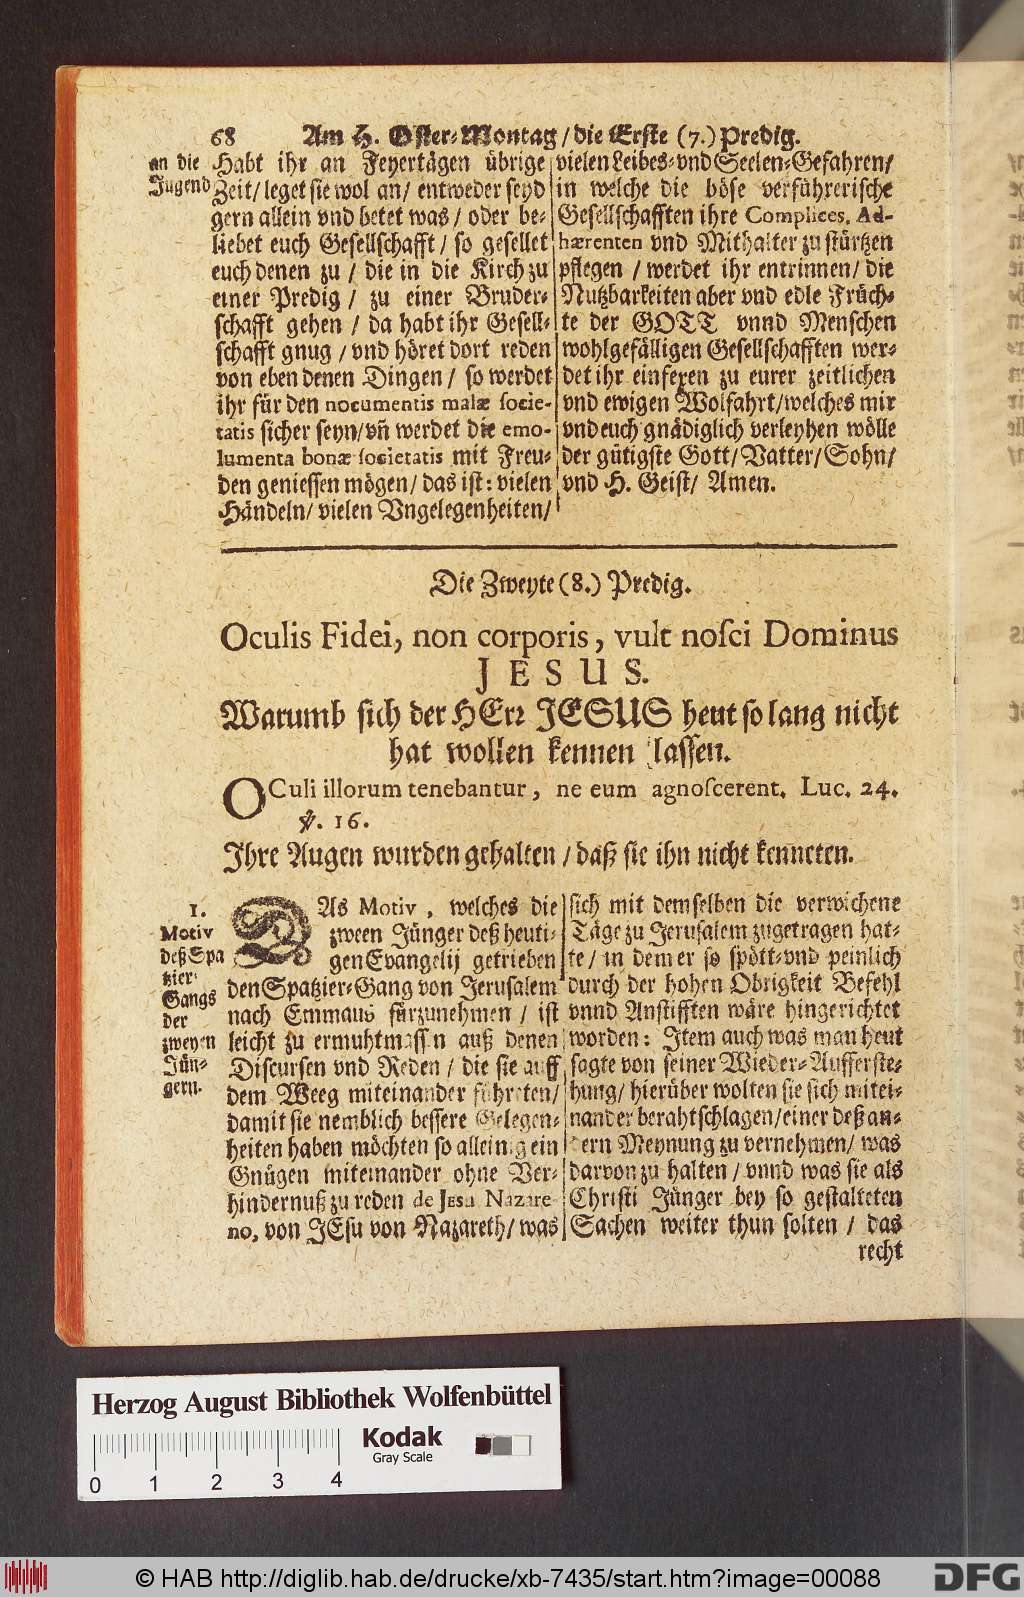 68 Am H. Oster-Montag / die Erste (7.) Predig.
an die
Jugend
Habt ihr an Feyertägen übrige
Zeit / leget sie wol an / entweder seyd
gern allein vnd betet was / oder be-
liebet euch Gesellschafft / so gesellet
euch denen zu / die in die Kirch zu
einer Predig / zu einer Bruder-
schafft gehen / da habt ihr Gesell-
schafft gnug / vnd höret dort reden
von eben denen Dingen / so werdet
ihr für den nocumentis malæ ſocie-
tatis sicher seyn / vñ werdet die emo-
lumenta bonæ ſocietatis mit Freu-
den geniessen mögen / das ist: vielen
Händeln / vielen Vngelegenheiten /
vielen Leibes- vnd Seelen-Gefahren /
in welche die böse verführerische
Gesellschafften ihre Complices, Ad-
hærenten vnd Mithalter zu stürtzen
pflegen / werdet ihr entrinnen / die
Nutzbarkeiten aber vnd edle Früch-
te der GOTT vnnd Menschen
wohlgefälligen Gesellschafften wer-
det ihr einfexen zu eurer zeitlichen
vnd ewigen Wolfahrt / welches mir
vnd euch gnädiglich verleyhen wölle
der gütigste Gott / Vatter / Sohn /
vnd H. Geist / Amen.
Die Zweyte (8.) Predig.
Oculis Fidei, non corporis, vult noſci Dominus
JESUS.
Warumb sich der HErr JESUS heut so lang nicht
hat wollen kennen lassen.
OCuli illorum tenebantur, ne eum agnoſcerent. Luc. 24.
℣. 16.
Ihre Augen wurden gehalten / daß sie ihn nicht kenneten.
1.
Motiv
deß Spa
tzier-
Gangs
der
zweyen
Jün-
gern.
DAs Motiv, welches die
zween Jünger deß heuti-
gen Evangelij getrieben
den Spatzier-Gang von Jerusalem
nach Emmaus fürzunehmen / ist
leicht zu ermuhtmassen auß denen
Discursen vnd Reden / die sie auff
dem Weeg miteinander führeten /
damit sie nemblich bessere Gelegen-
heiten haben möchten so alleinig ein
Gnügen miteinander ohne Ver-
hindernuß zu reden de Jesu Nazare-
no, von JEsu von Nazareth / was
sich mit demselben die verwichene
Täge zu Jerusalem zugetragen hat-
te / in dem er so spött- vnd peinlich
durch der hohen Obrigkeit Befehl
vnnd Anstifften wäre hingerichtet
worden: Item auch was man heut
sagte von seiner Wieder-Aufferste-
hung / hierüber wolten sie sich mitei-
nander berahtschlagen / einer deß an-
dern Meynung zu vernehmen / was
darvon zu halten / vnnd was sie als
Christi Jünger bey so gestalteten
Sachen weiter thun solten / das
recht
Herzog August Bibliothek Wolfenbüttel
Kodak
Gray Scale
0 1 2 3 4
© HAB http://diglib.hab.de/drucke/xb-7435/start.htm?image=00088
DFG